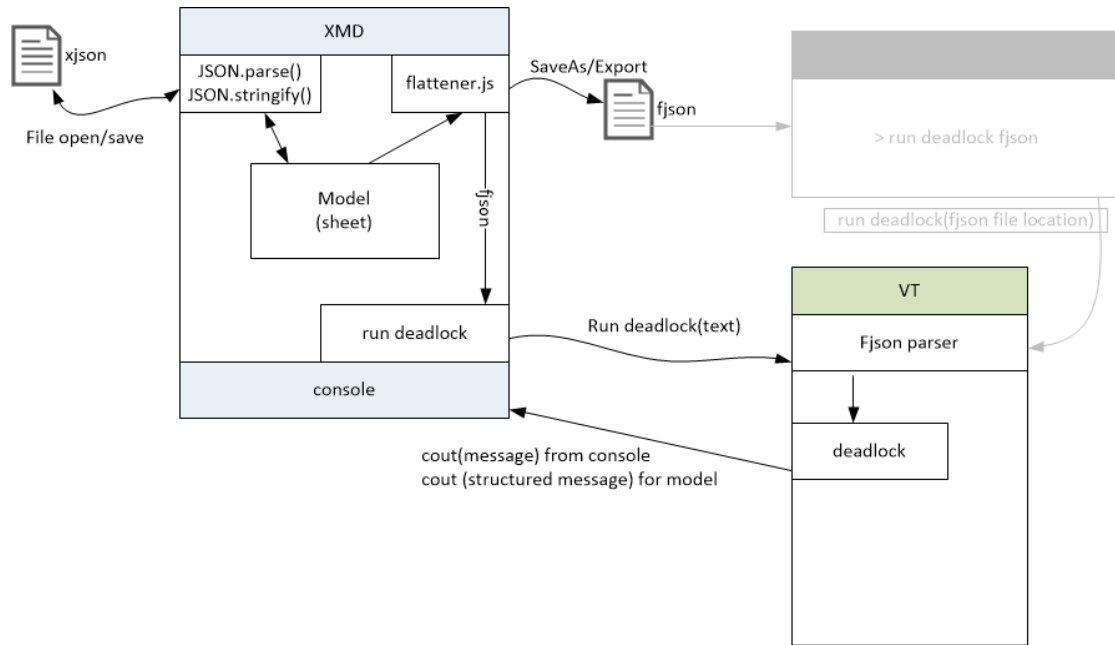 XMD
xjson
JSON.parse()
JSON.stringify()
flattener.js
SaveAs/Export
fjson
File open/save
> run deadlock fjson
Model
(sheet)
fjson
run deadlock(fjson file location)
VT
run deadlock
Run deadlock(text)
Fjson parser
console
deadlock
cout(message) from console
cout (structured message) for model